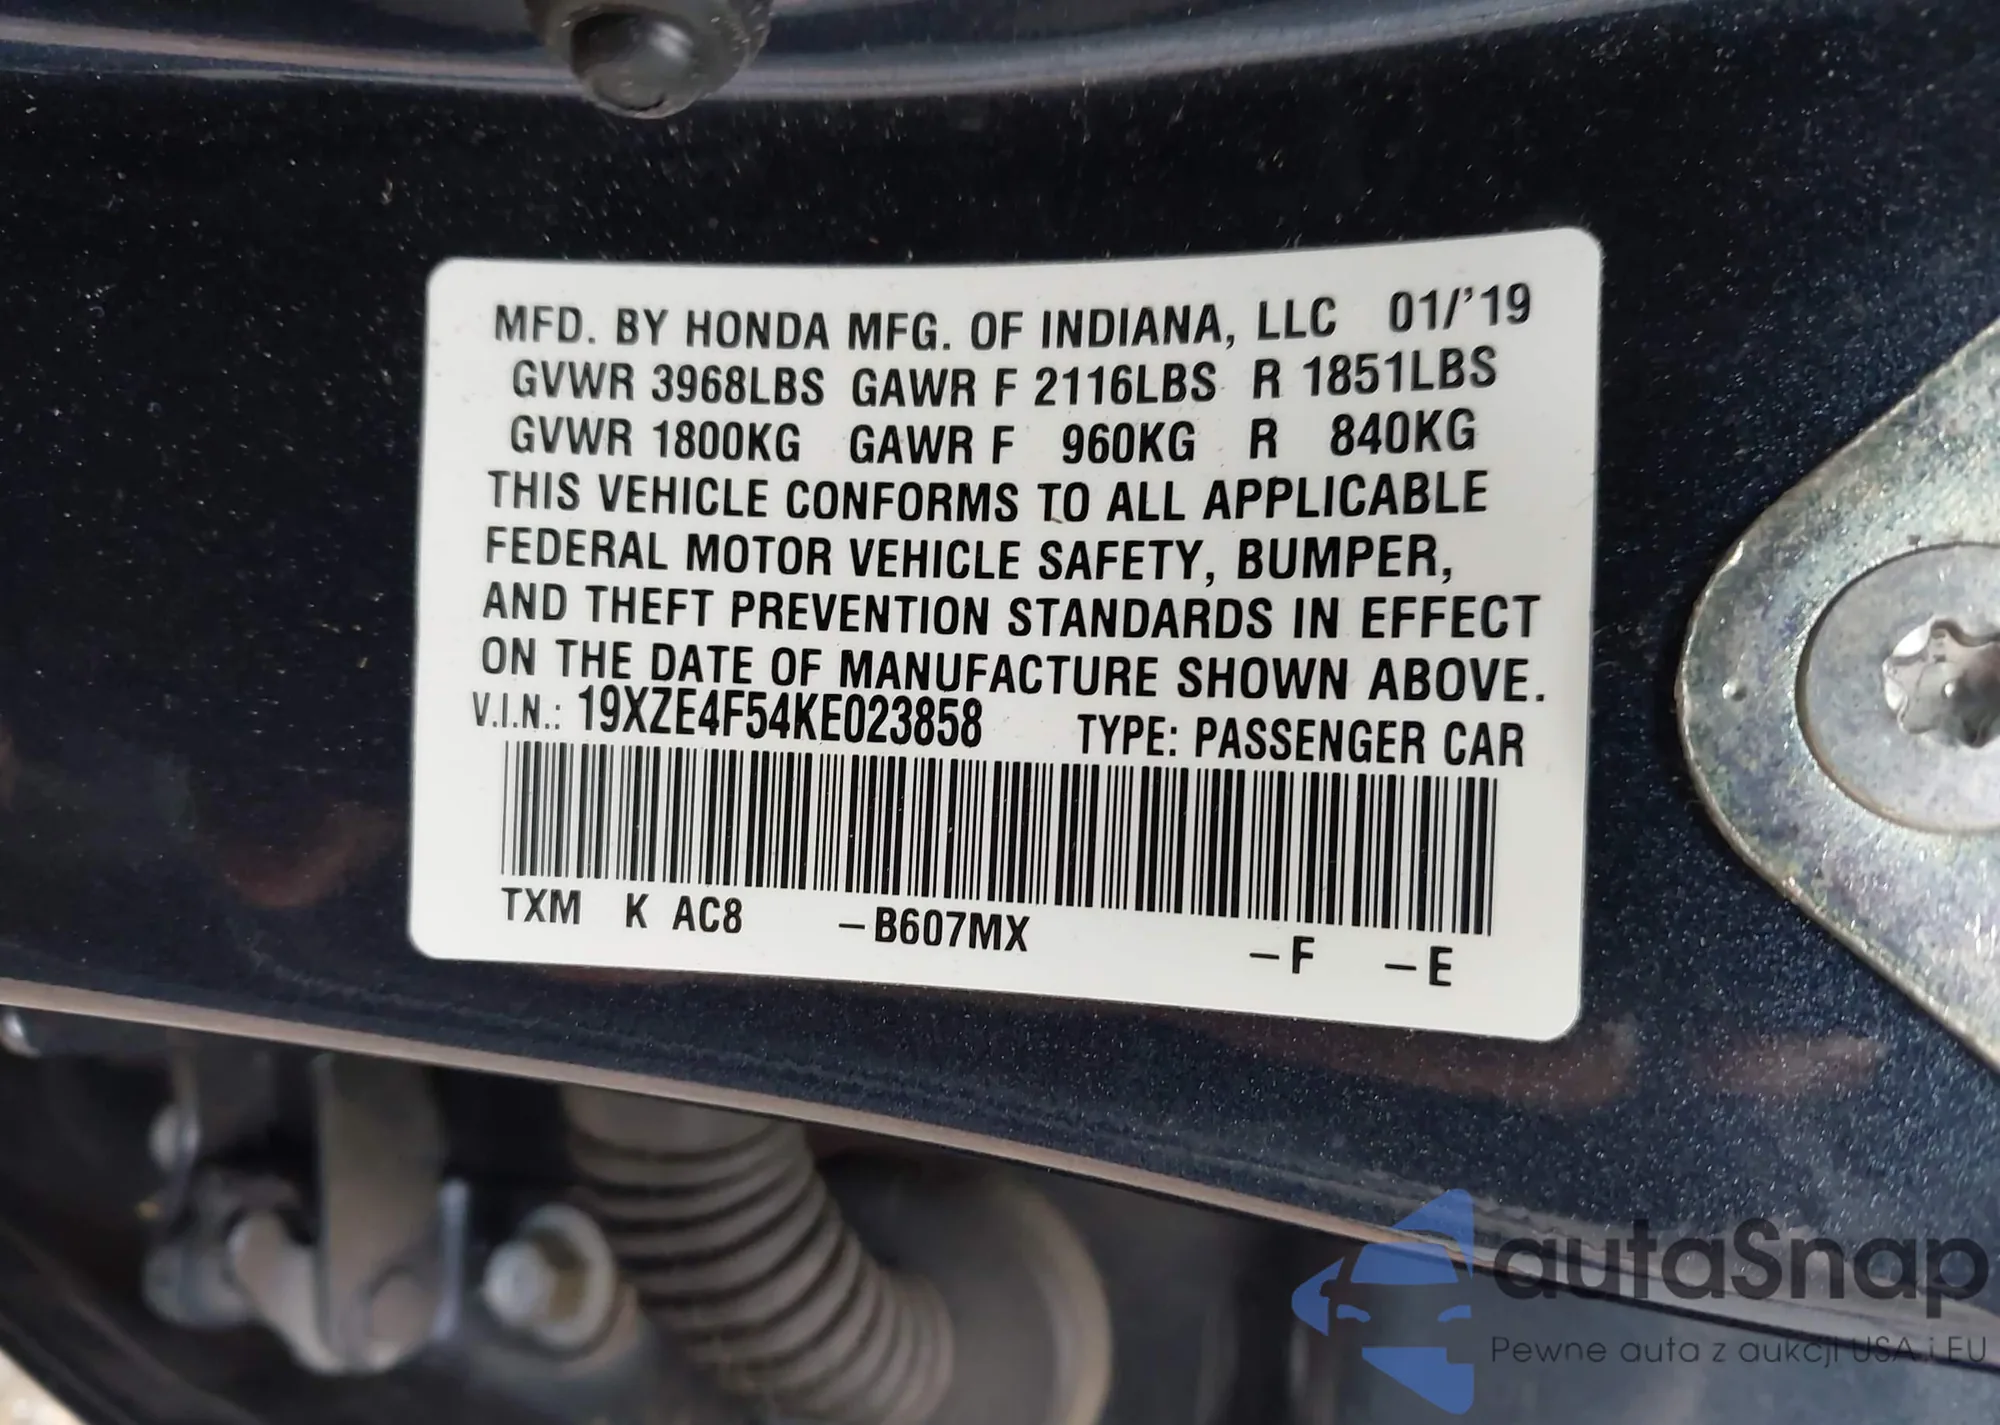 MFD. BY HONDA MFG. OF INDIANA, LLC 01/'19
GVWR 3968LBS GAWR F 2116LBS R 1851LBS
GVWR 1800KG GAWR F 960KG R 840KG
THIS VEHICLE CONFORMS TO ALL APPLICABLE
FEDERAL MOTOR VEHICLE SAFETY, BUMPER,
AND THEFT PREVENTION STANDARDS IN EFFECT
ON THE DATE OF MANUFACTURE SHOWN ABOVE.
V.I.N.: 19XZE4F54KE023858 TYPE: PASSENGER CAR
TXM K AC8 –B607MX –F –E
autaSnap
Pewne auta z aukcji USA i EU